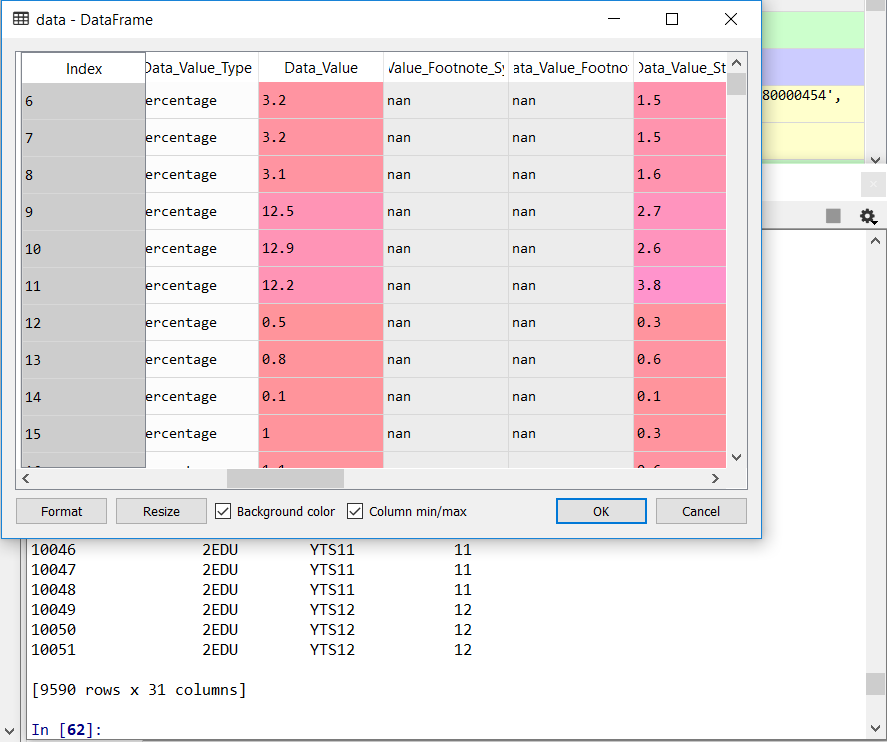 data - DataFrame
Index Data_Value_Type Data_Value Value_Footnote_Sy ata_Value_Footnot Data_Value_St
6 ercentage 3.2 nan nan 1.5
7 ercentage 3.2 nan nan 1.5
8 ercentage 3.1 nan nan 1.6
9 ercentage 12.5 nan nan 2.7
10 ercentage 12.9 nan nan 2.6
11 ercentage 12.2 nan nan 3.8
12 ercentage 0.5 nan nan 0.3
13 ercentage 0.8 nan nan 0.6
14 ercentage 0.1 nan nan 0.1
15 ercentage 1 nan nan 0.3
Format Resize Background color Column min/max OK Cancel
80000454',
10046 2EDU YTS11 11
10047 2EDU YTS11 11
10048 2EDU YTS11 11
10049 2EDU YTS12 12
10050 2EDU YTS12 12
10051 2EDU YTS12 12
[9590 rows x 31 columns]
In [62]: